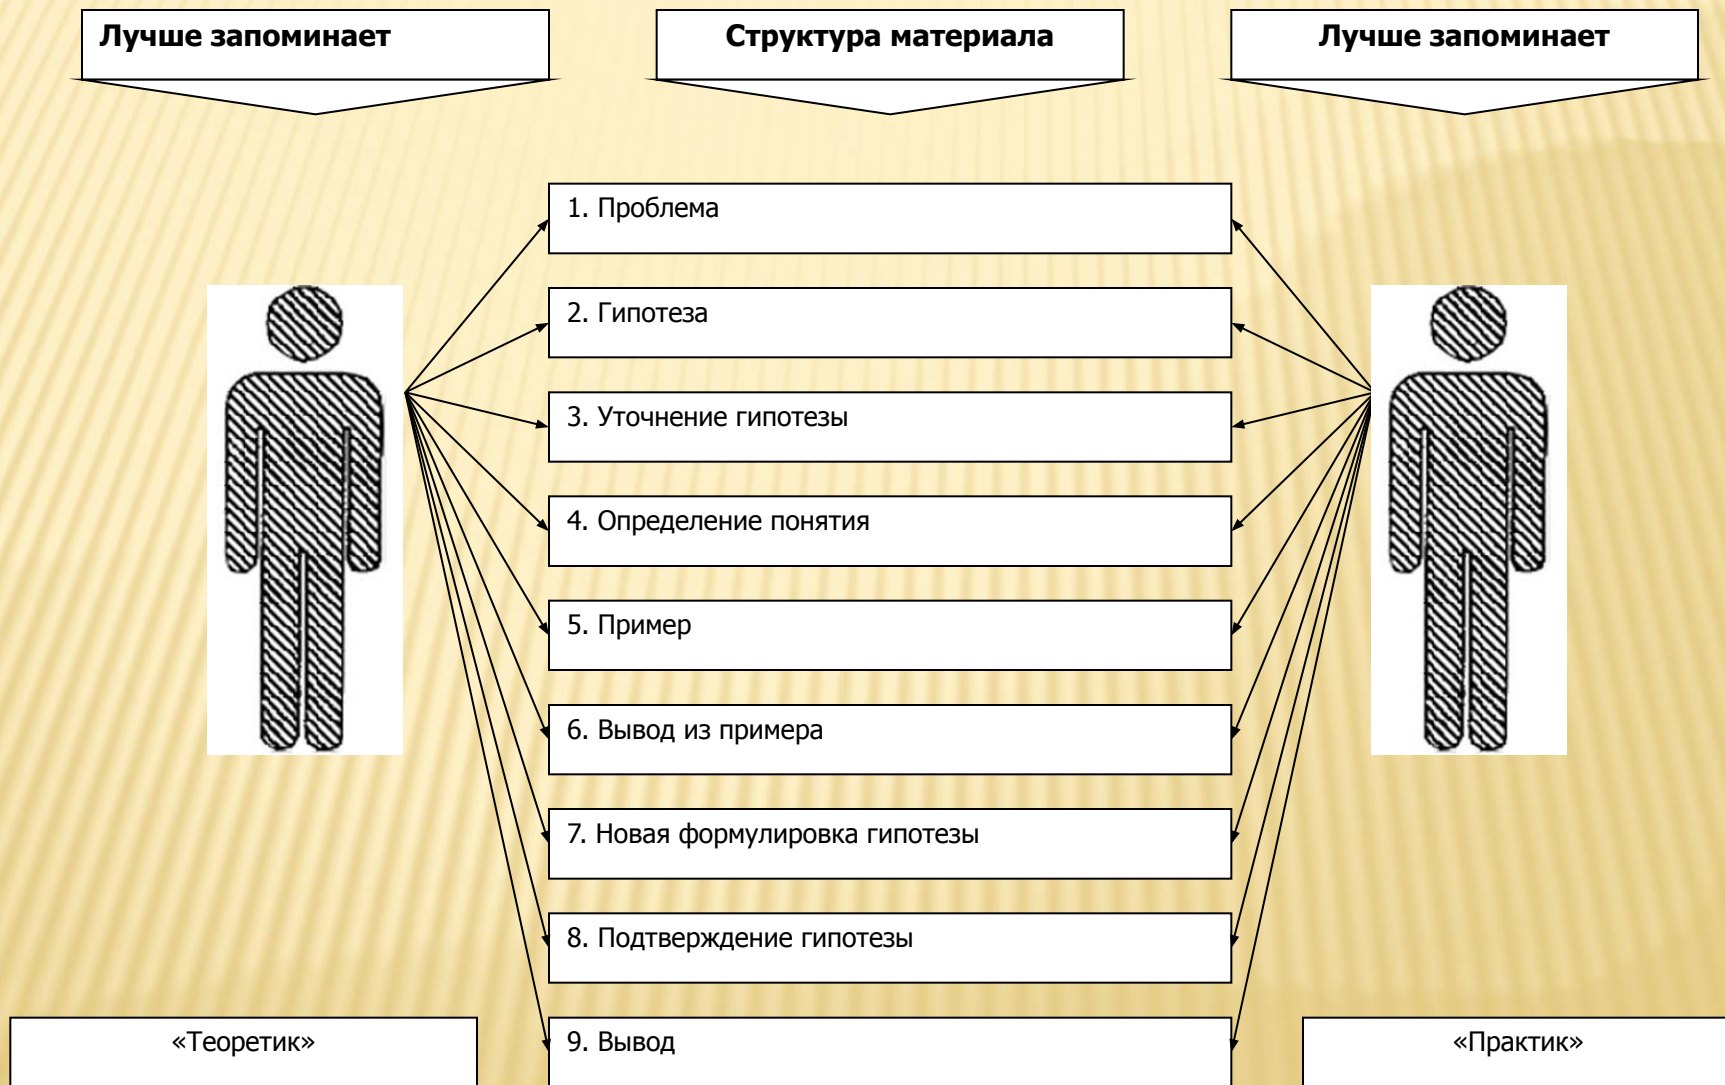 Лучше запоминает
Структура материала
Лучше запоминает
1. Проблема
2. Гипотеза
3. Уточнение гипотезы
4. Определение понятия
5. Пример
6. Вывод из примера
7. Новая формулировка гипотезы
8. Подтверждение гипотезы
«Теоретик»
9. Вывод
«Практик»